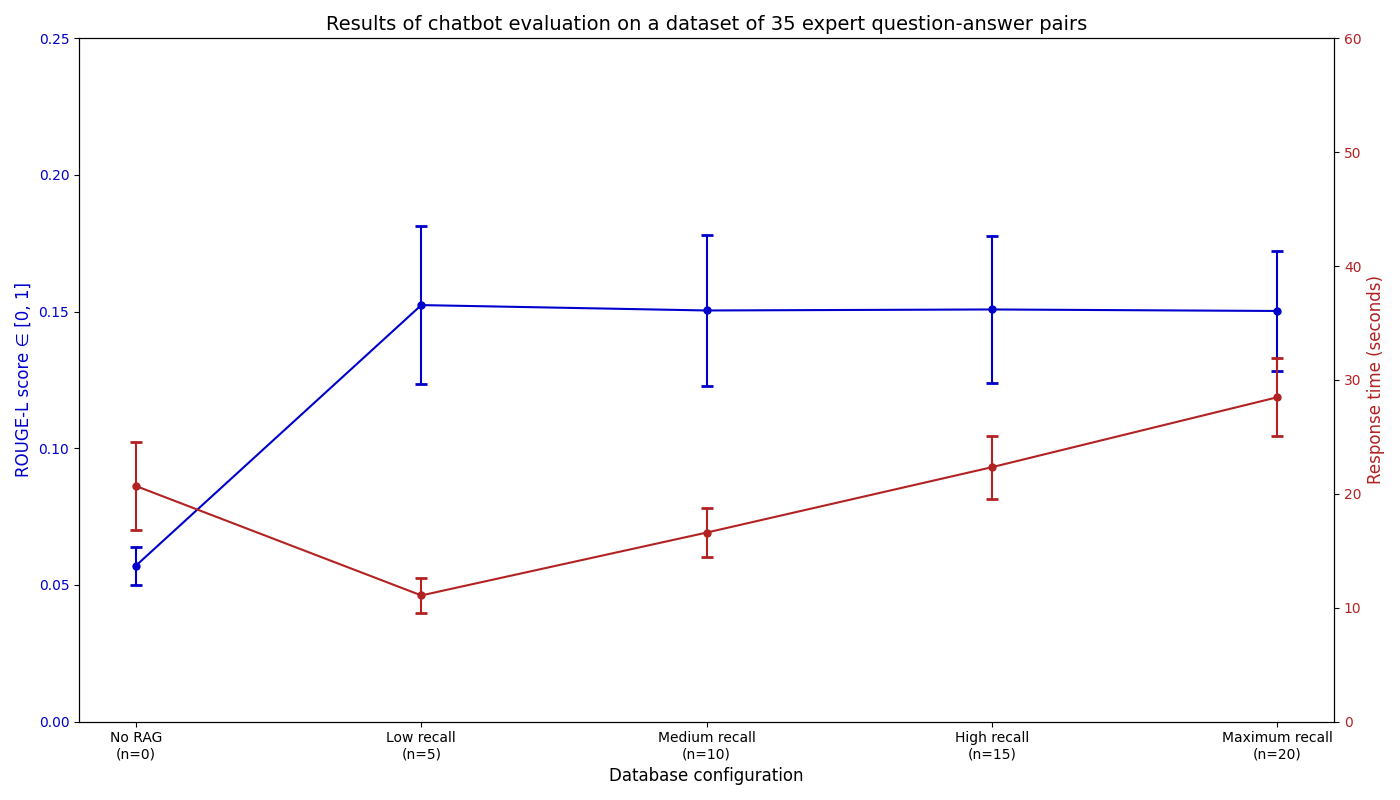 Results of chatbot evaluation on a dataset of 35 expert question-answer pairs
ROUGE-L score ∈ [0, 1]
0.25
0.20
0.15
0.10
0.05
0.00
60
50
40
30
20
10
0
Response time (seconds)
No RAG
(n=0)
Low recall
(n=5)
Medium recall
(n=10)
High recall
(n=15)
Maximum recall
(n=20)
Database configuration